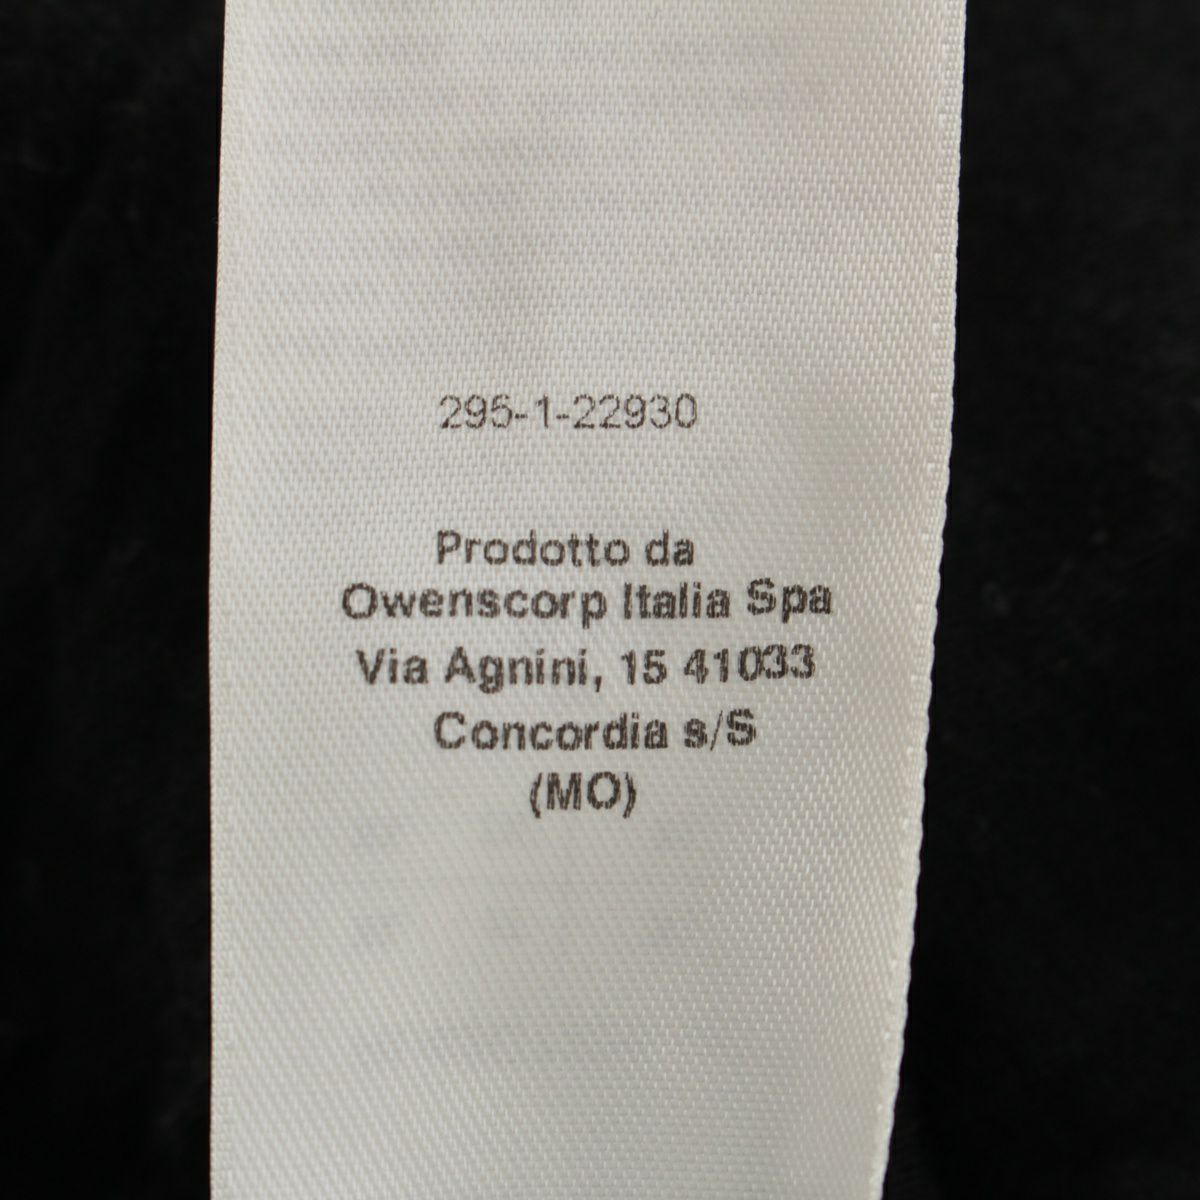 295-1-22930
Prodotto da
Owenscorp Italia Spa
Via Agnini, 15 41033
Concordia s/S
(MO)